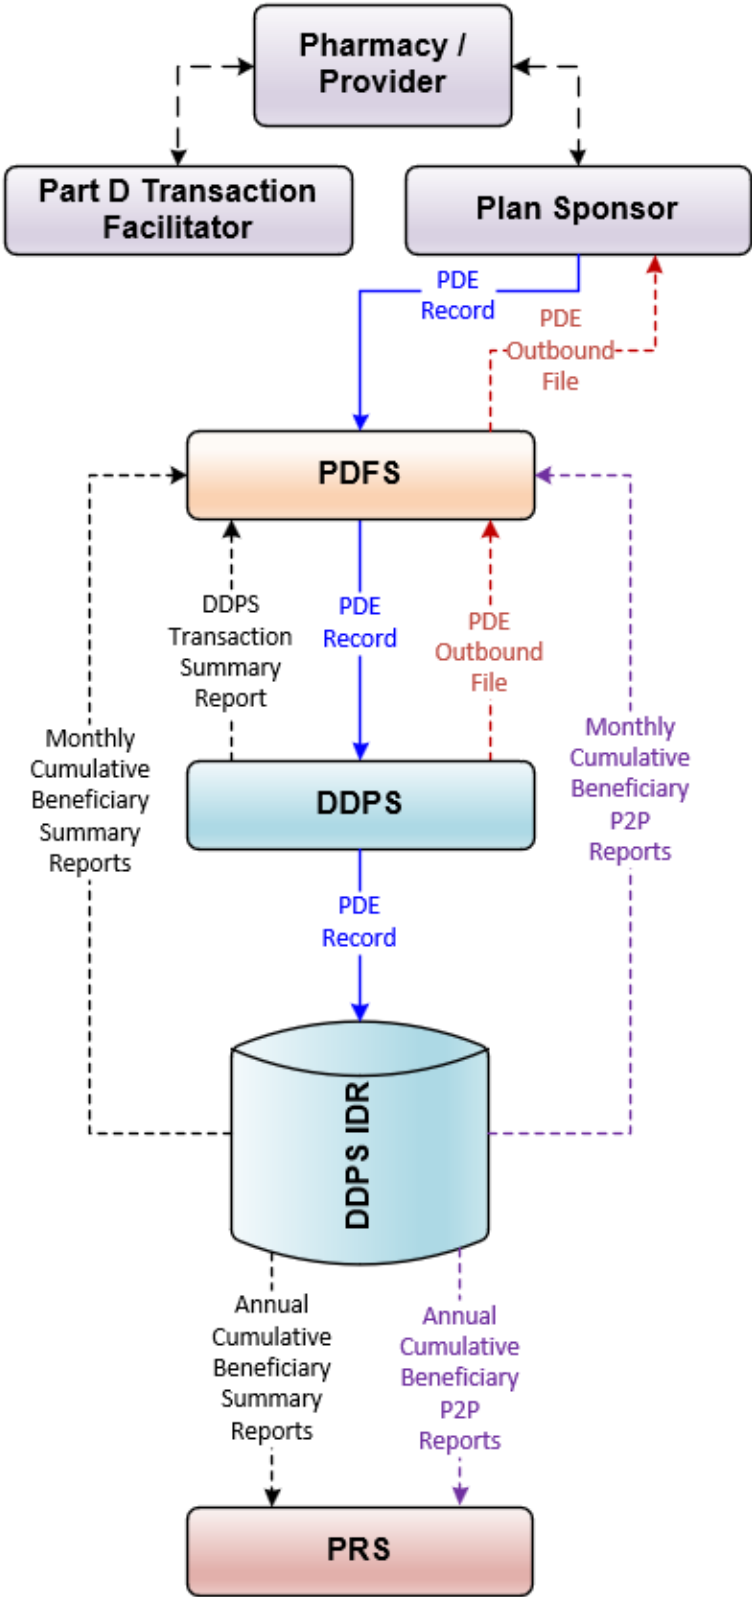 Pharmacy /
Provider
Part D Transaction
Facilitator
Plan Sponsor
PDE
Record
PDE
Outbound
File
PDFS
DDPS
Transaction
Summary
Report
PDE
Record
PDE
Outbound
File
Monthly
Cumulative
Beneficiary
Summary
Reports
Monthly
Cumulative
Beneficiary
P2P
Reports
DDPS
PDE
Record
DDPS IDR
Annual
Cumulative
Beneficiary
Summary
Reports
Annual
Cumulative
Beneficiary
P2P
Reports
PRS